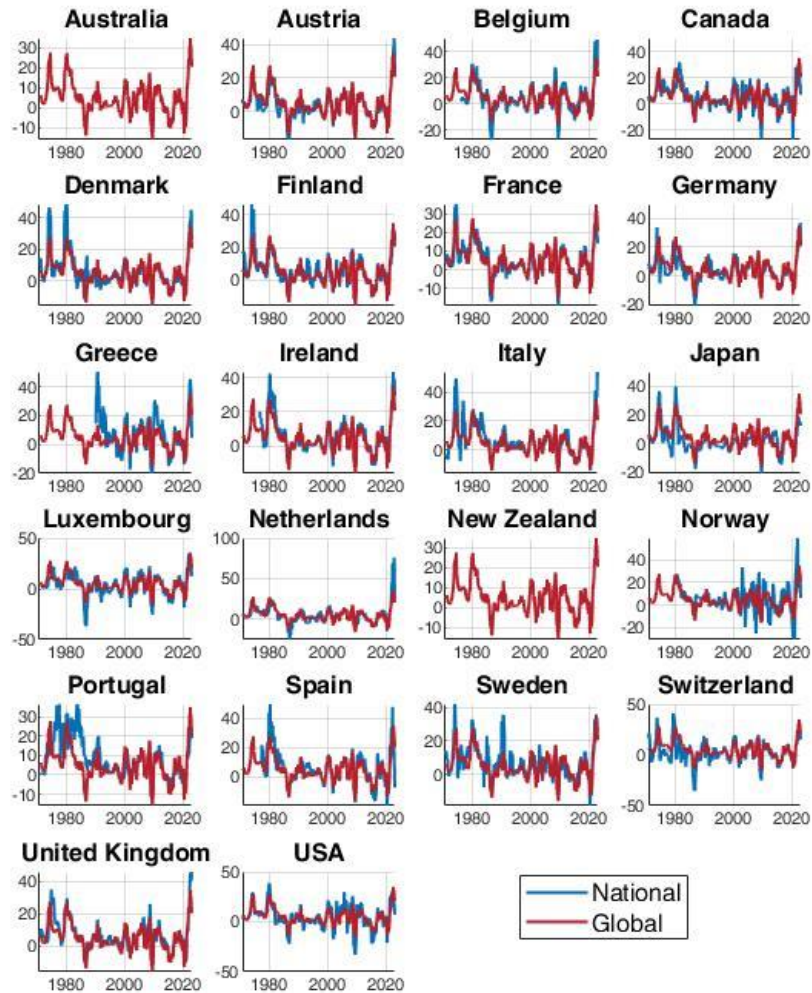 Australia Austria Belgium Canada
30 40 40 40
20 20 20 20
10 0 0 0
0 -20 -20
-10
1980 2000 2020 1980 2000 2020 1980 2000 2020 1980 2000 2020
Denmark Finland France Germany
40 40 30 40
20 20 20 20
0 0 10 0
0 -20
-10
1980 2000 2020 1980 2000 2020 1980 2000 2020 1980 2000 2020
Greece Ireland Italy Japan
40 40 40 40
20 20 20 20
0 0 0 0
-20 -20
1980 2000 2020 1980 2000 2020 1980 2000 2020 1980 2000 2020
Luxembourg Netherlands New Zealand Norway
50 100 30 40
0 50 20 20
-50 0 10 0
0 -20
-10
1980 2000 2020 1980 2000 2020 1980 2000 2020 1980 2000 2020
Portugal Spain Sweden Switzerland
30 40 40 50
20 20 20 0
10 0 0 -50
0
-10
1980 2000 2020 1980 2000 2020 1980 2000 2020 1980 2000 2020
United Kingdom USA
40 50
20 0
0 -50
1980 2000 2020 1980 2000 2020
National
Global